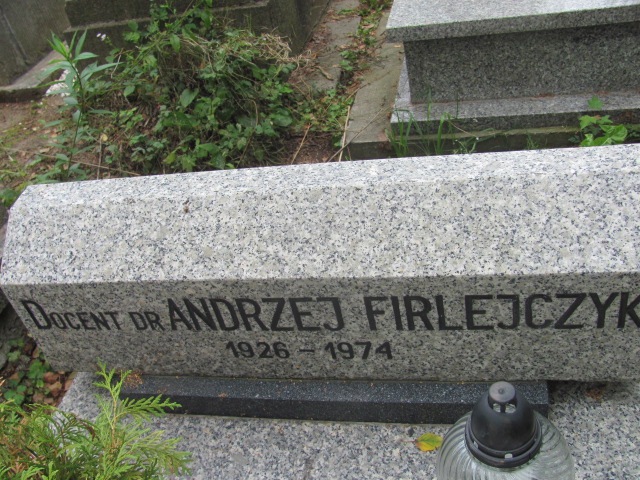 DOCENT DR ANDRZEJ FIRLEJCZYK
1926 - 1974